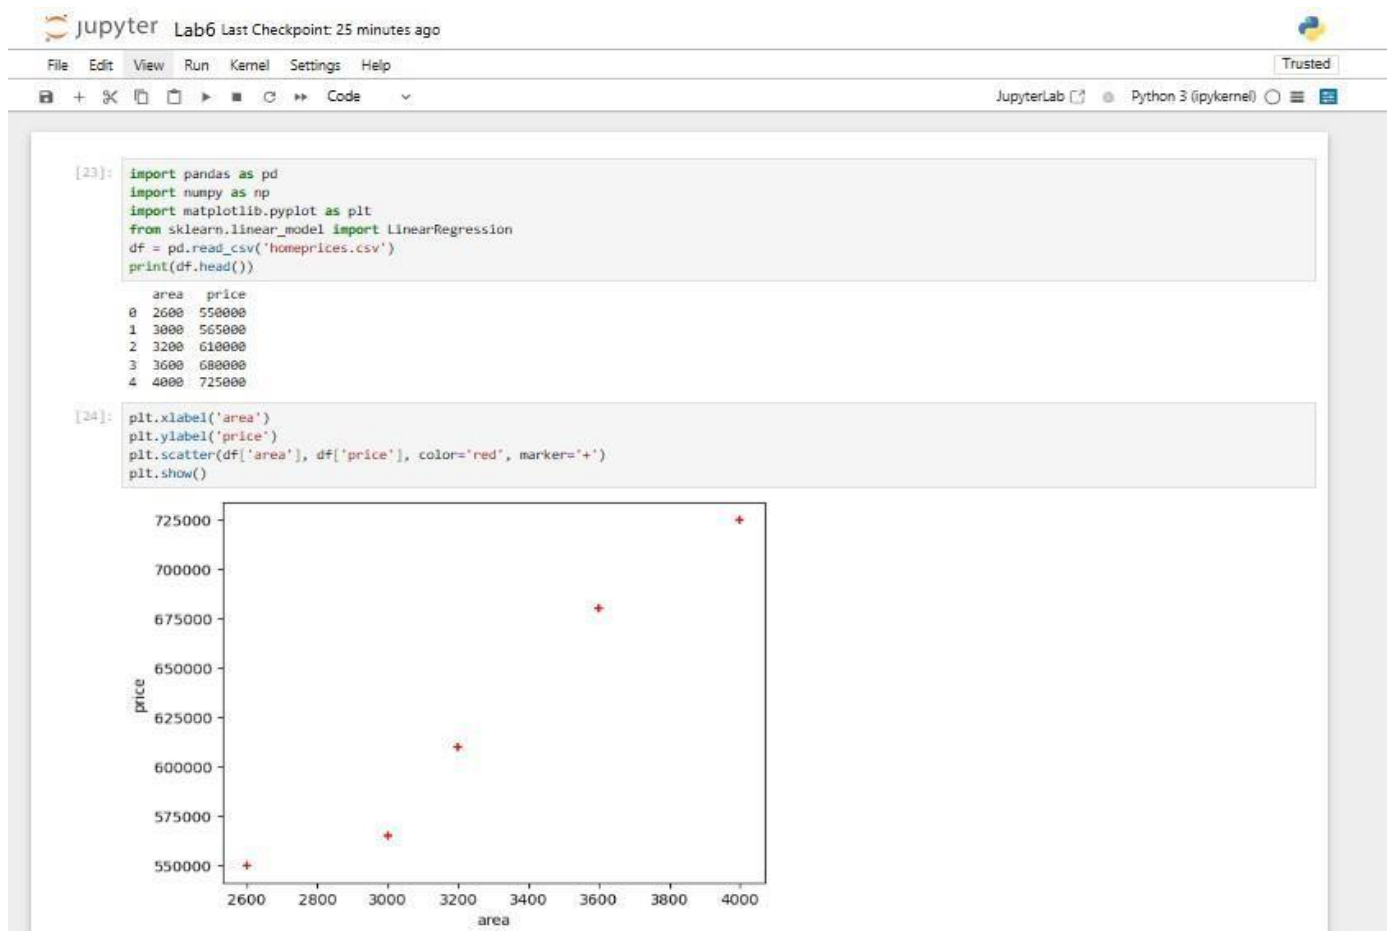 jupyter Lab6 Last Checkpoint: 25 minutes ago
File Edit View Run Kernel Settings Help Trusted
Code JupyterLab Python 3 (ipykernel)
[23]:
import pandas as pd
import numpy as np
import matplotlib.pyplot as plt
from sklearn.linear_model import LinearRegression
df = pd.read_csv('homeprices.csv')
print(df.head())
area price
0 2600 550000
1 3000 565000
2 3200 610000
3 3600 680000
4 4000 725000
[24]:
plt.xlabel('area')
plt.ylabel('price')
plt.scatter(df['area'], df['price'], color='red', marker='+')
plt.show()
725000
700000
675000
650000
625000
600000
575000
550000
price
2600 2800 3000 3200 3400 3600 3800 4000
area